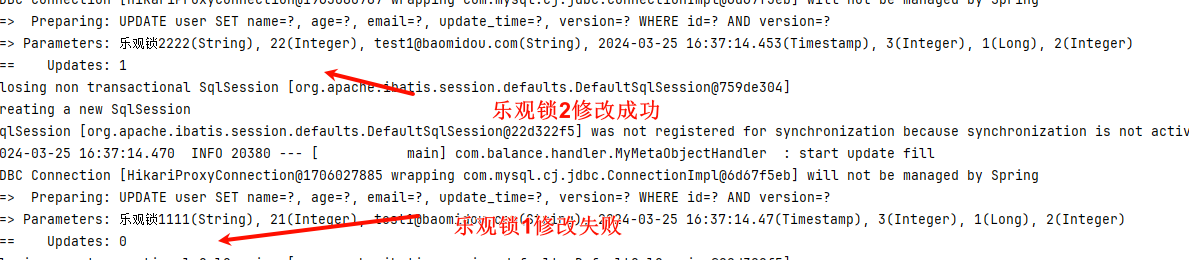 DBC Connection [HikariProxyConnection@1905880787 wrapping com.mysql.cj.jdbc.ConnectionImpl@6d67f5eb] will not be managed by Spring
=>  Preparing: UPDATE user SET name=?, age=?, email=?, update_time=?, version=? WHERE id=? AND version=?
=> Parameters: 乐观锁2222(String), 22(Integer), test1@baomidou.com(String), 2024-03-25 16:37:14.453(Timestamp), 3(Integer), 1(Long), 2(Integer)
==    Updates: 1
losing non transactional SqlSession [org.apache.ibatis.session.defaults.DefaultSqlSession@759de304]
reating a new SqlSession
乐观锁2修改成功
qlSession [org.apache.ibatis.session.defaults.DefaultSqlSession@22d322f5] was not registered for synchronization because synchronization is not activ
024-03-25 16:37:14.470  INFO 20380 --- [           main] com.balance.handler.MyMetaObjectHandler  : start update fill
DBC Connection [HikariProxyConnection@1706027885 wrapping com.mysql.cj.jdbc.ConnectionImpl@6d67f5eb] will not be managed by Spring
=>  Preparing: UPDATE user SET name=?, age=?, email=?, update_time=?, version=? WHERE id=? AND version=?
=> Parameters: 乐观锁1111(String), 21(Integer), test1@baomidou.com(String), 2024-03-25 16:37:14.47(Timestamp), 3(Integer), 1(Long), 2(Integer)
乐观锁1修改失败
==    Updates: 0